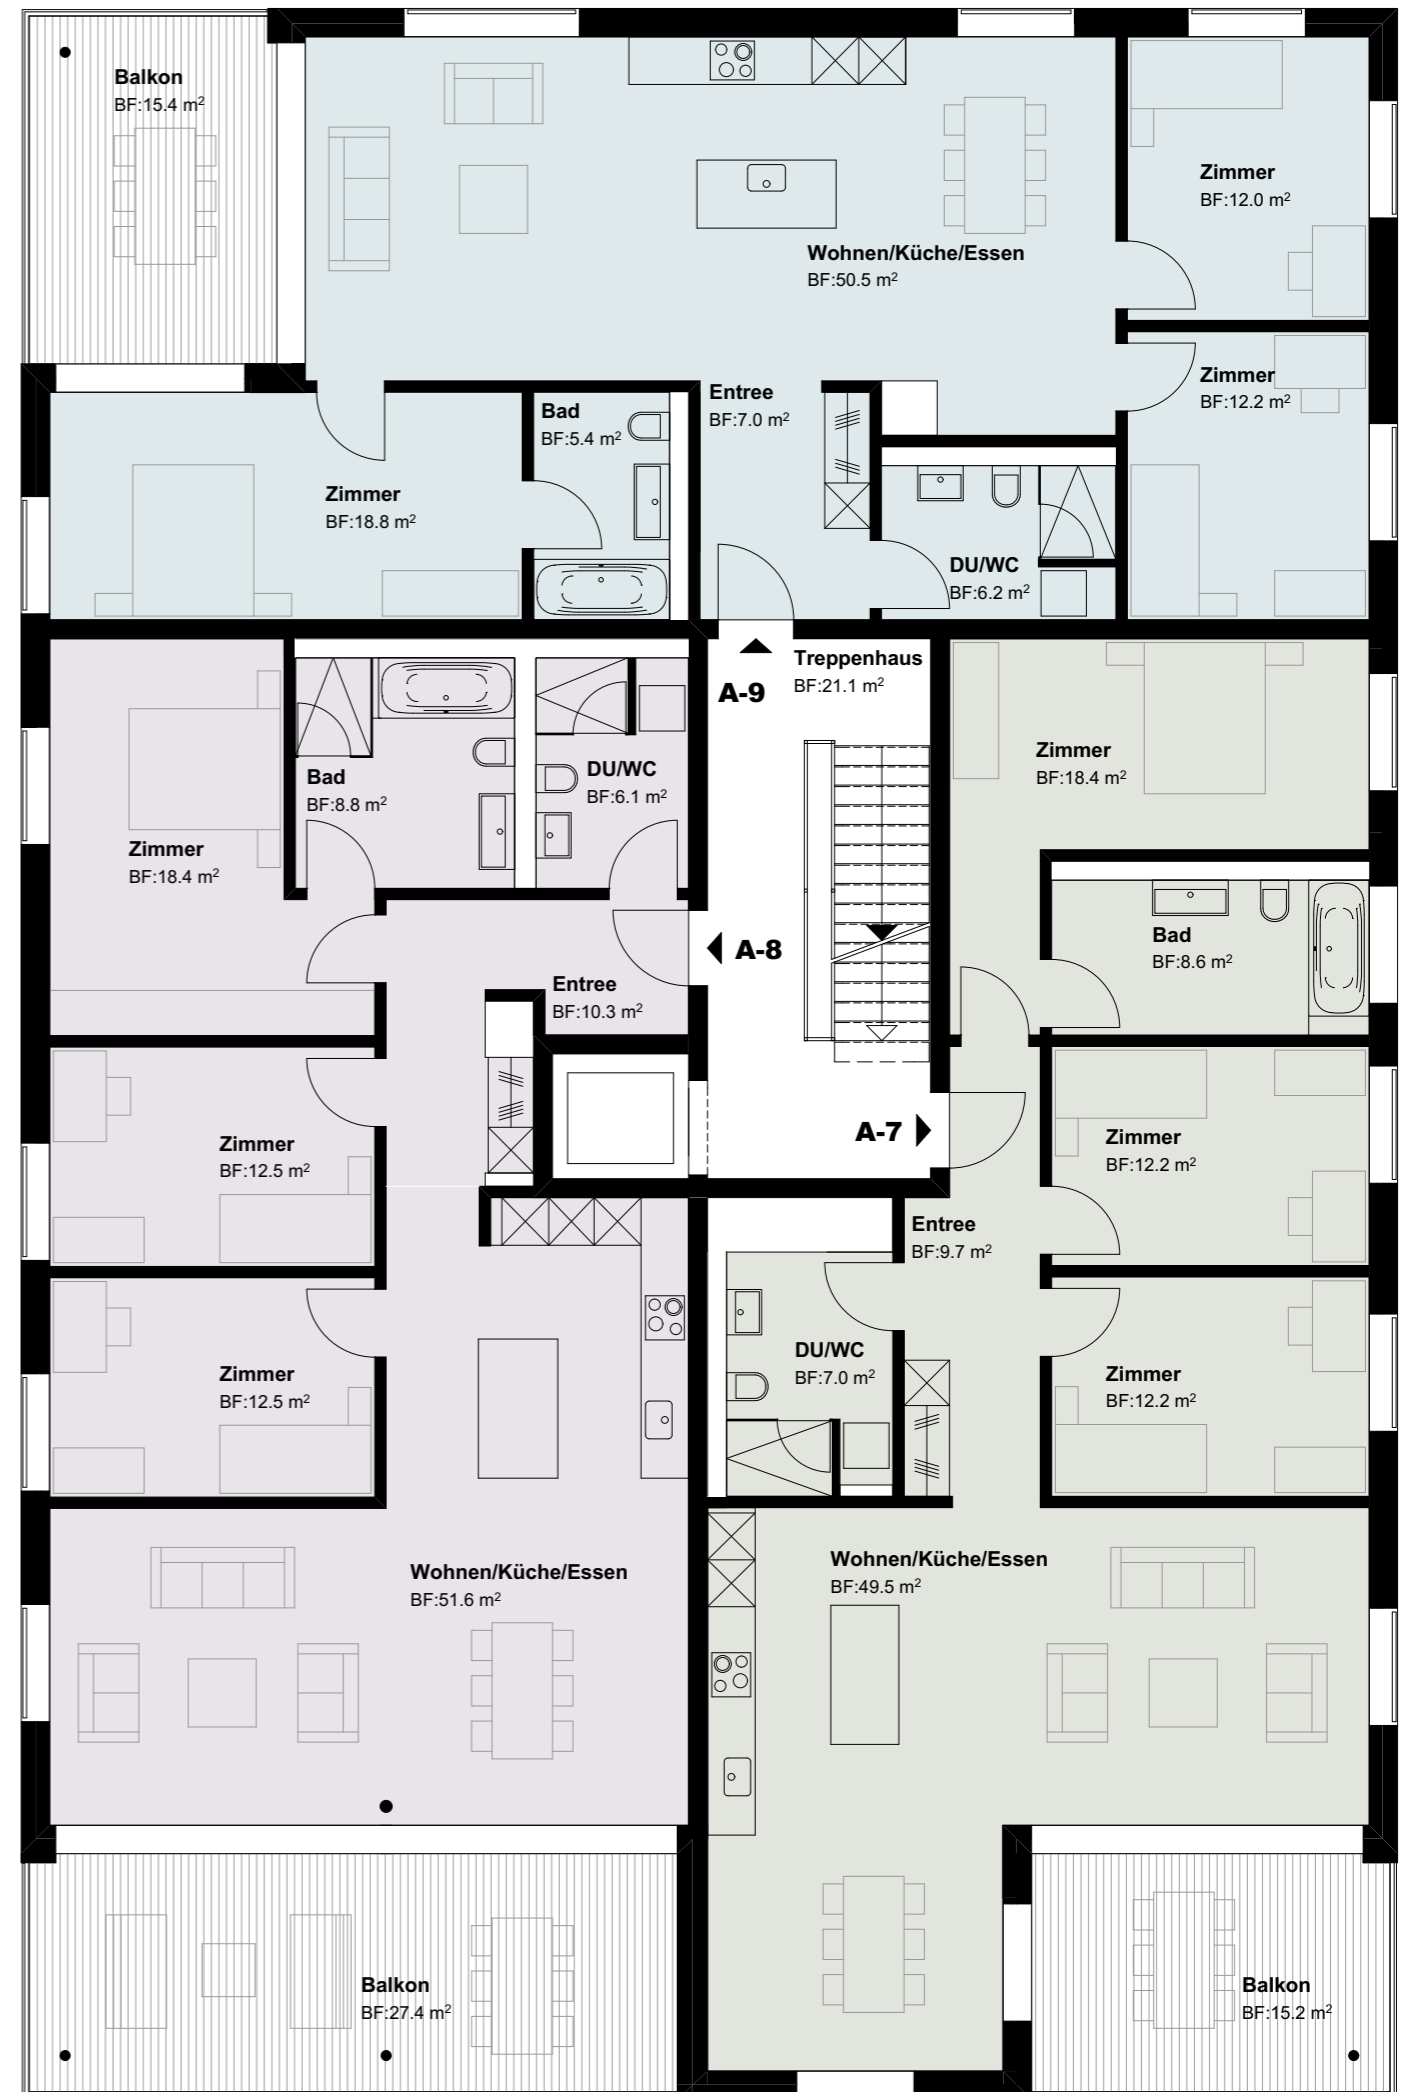 Balkon
BF:15.4 m²
Zimmer
BF:12.0 m²
Wohnen/Küche/Essen
BF:50.5 m²
Zimmer
BF:12.2 m²
Entree
BF:7.0 m²
Bad
BF:5.4 m²
Zimmer
BF:18.8 m²
DU/WC
BF:6.2 m²
Treppenhaus
BF:21.1 m²
A-9
Zimmer
BF:18.4 m²
Bad
BF:8.8 m²
DU/WC
BF:6.1 m²
Zimmer
BF:18.4 m²
A-8
Bad
BF:8.6 m²
Entree
BF:10.3 m²
A-7
Zimmer
BF:12.5 m²
Zimmer
BF:12.2 m²
Entree
BF:9.7 m²
DU/WC
BF:7.0 m²
Zimmer
BF:12.5 m²
Zimmer
BF:12.2 m²
Wohnen/Küche/Essen
BF:51.6 m²
Wohnen/Küche/Essen
BF:49.5 m²
Balkon
BF:27.4 m²
Balkon
BF:15.2 m²